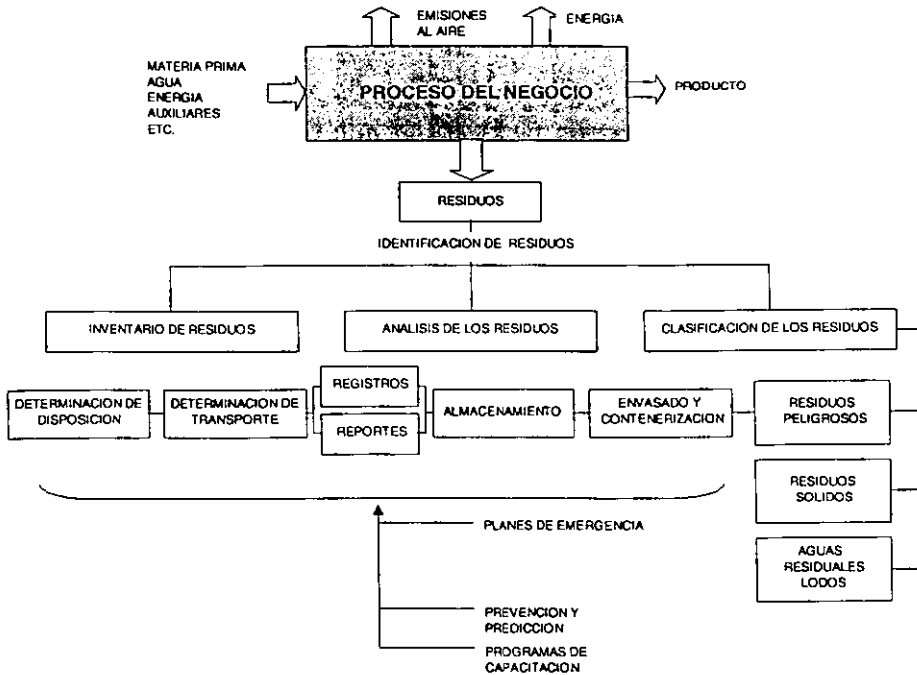 EMISIONES
AL AIRE
ENERGIA
MATERIA PRIMA
AGUA
ENERGIA
AUXILIARES
ETC.
PROCESO DEL NEGOCIO
PRODUCTO
RESIDUOS
IDENTIFICACION DE RESIDUOS
INVENTARIO DE RESIDUOS
ANALISIS DE LOS RESIDUOS
CLASIFICACION DE LOS RESIDUOS
DETERMINACION DE
DISPOSICION
DETERMINACION DE
TRANSPORTE
REGISTROS
REPORTES
ALMACENAMIENTO
ENVASADO Y
CONTENERIZACION
RESIDUOS
PELIGROSOS
RESIDUOS
SOLIDOS
AGUAS
RESIDUALES
LODOS
PLANES DE EMERGENCIA
PREVENCION Y
PREDICCION
PROGRAMAS DE
CAPACITACION